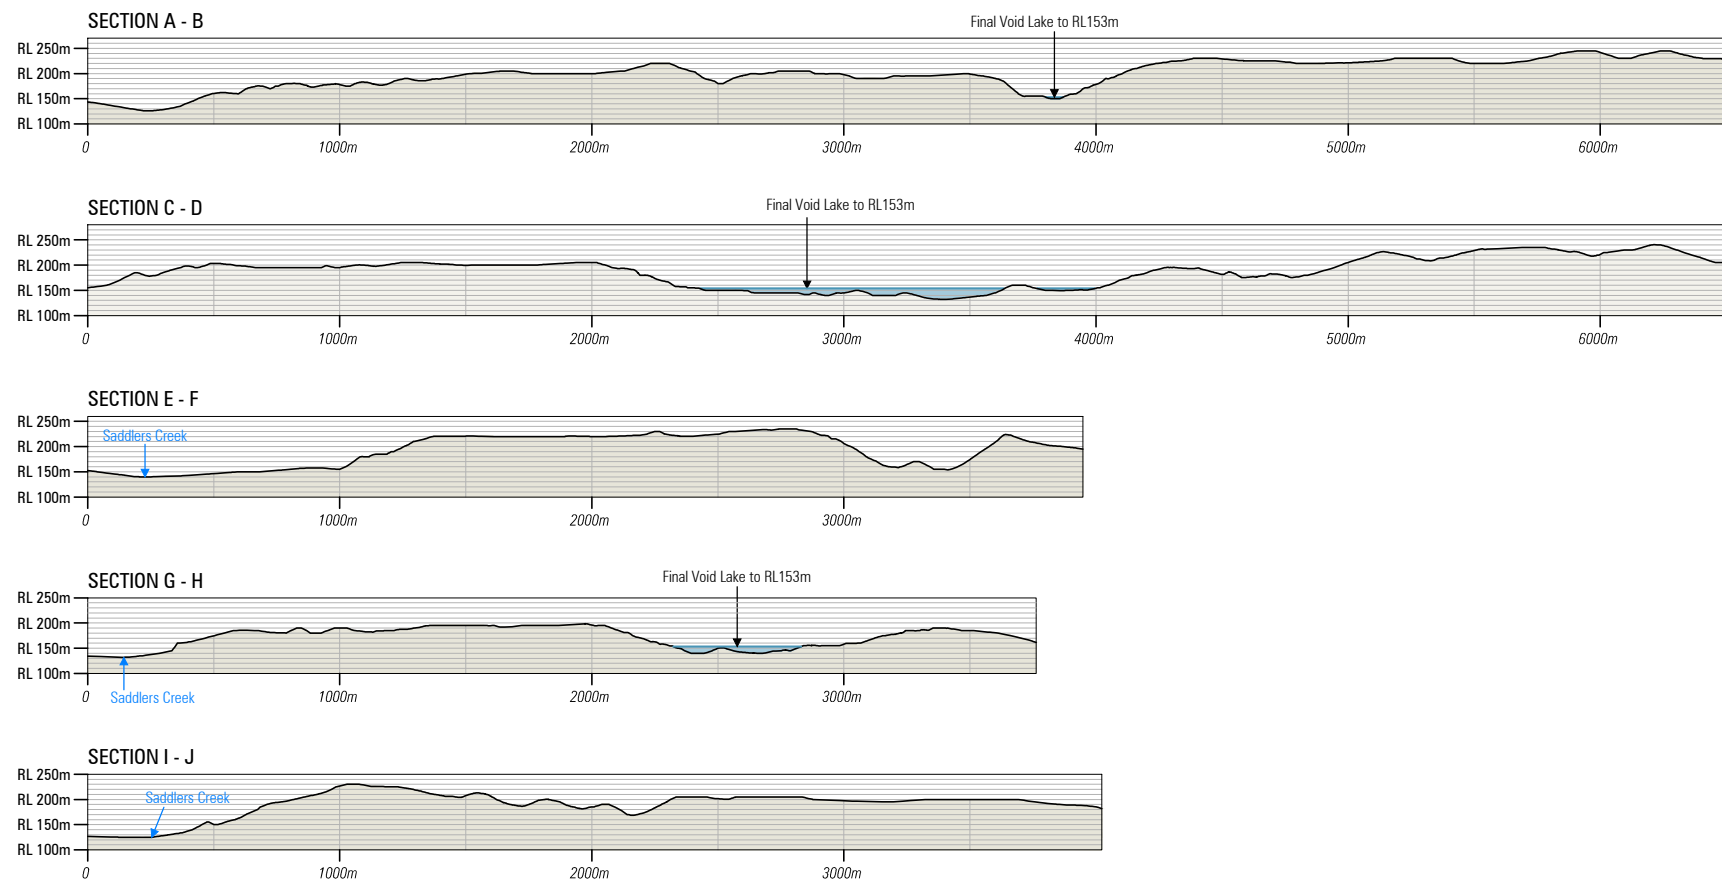 SECTION A - B
Final Void Lake to RL153m
RL 250m
RL 200m
RL 150m
RL 100m
0 1000m 2000m 3000m 4000m 5000m 6000m
SECTION C - D
Final Void Lake to RL153m
RL 250m
RL 200m
RL 150m
RL 100m
0 1000m 2000m 3000m 4000m 5000m 6000m
SECTION E - F
RL 250m
Saddlers Creek
RL 200m
RL 150m
RL 100m
0 1000m 2000m 3000m
SECTION G - H
Final Void Lake to RL153m
RL 250m
RL 200m
RL 150m
RL 100m
0 1000m 2000m 3000m
Saddlers Creek
SECTION I - J
RL 250m
Saddlers Creek
RL 200m
RL 150m
RL 100m
0 1000m 2000m 3000m